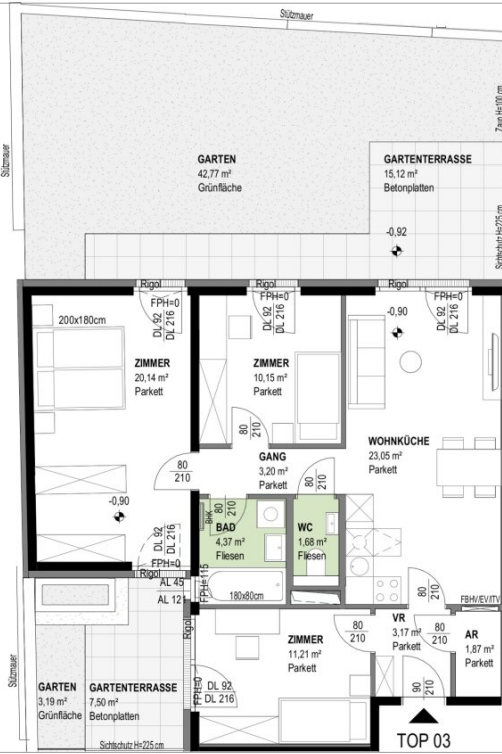 Stützmauer
Stützmauer
Zaun H=100 cm
GARTEN
42,77 m²
Grünfläche
GARTENTERRASSE
15,12 m²
Betonplatten
Sichtschutz H=225 cm
-0,92
Rigol
Rigol
Rigol
FPH=0
DL 92
DL 216
FPH=0
DL 92
DL 216
FPH=0
DL 92
DL 216
-0,90
200x180cm
ZIMMER
20,14 m²
Parkett
ZIMMER
10,15 m²
Parkett
WOHNKÜCHE
23,05 m²
Parkett
80
210
GANG
3,20 m²
Parkett
80
210
80
210
-0,90
80
210
BHK
BAD
4,37 m²
Fliesen
WC
1,68 m²
Fliesen
DL 92
DL 216
FPH=0
Rigol
AL 45
AL 121
FPH=115
180x80cm
80
210
FBHV/EV/ITV
Stützmauer
Rigol
ZIMMER
11,21 m²
Parkett
80
210
VR
3,17 m²
Parkett
80
210
AR
1,87 m²
Parkett
GARTEN
3,19 m²
Grünfläche
GARTENTERRASSE
7,50 m²
Betonplatten
FPH=0
DL 92
DL 216
90
210
Sichtschutz H=225 cm
TOP 03